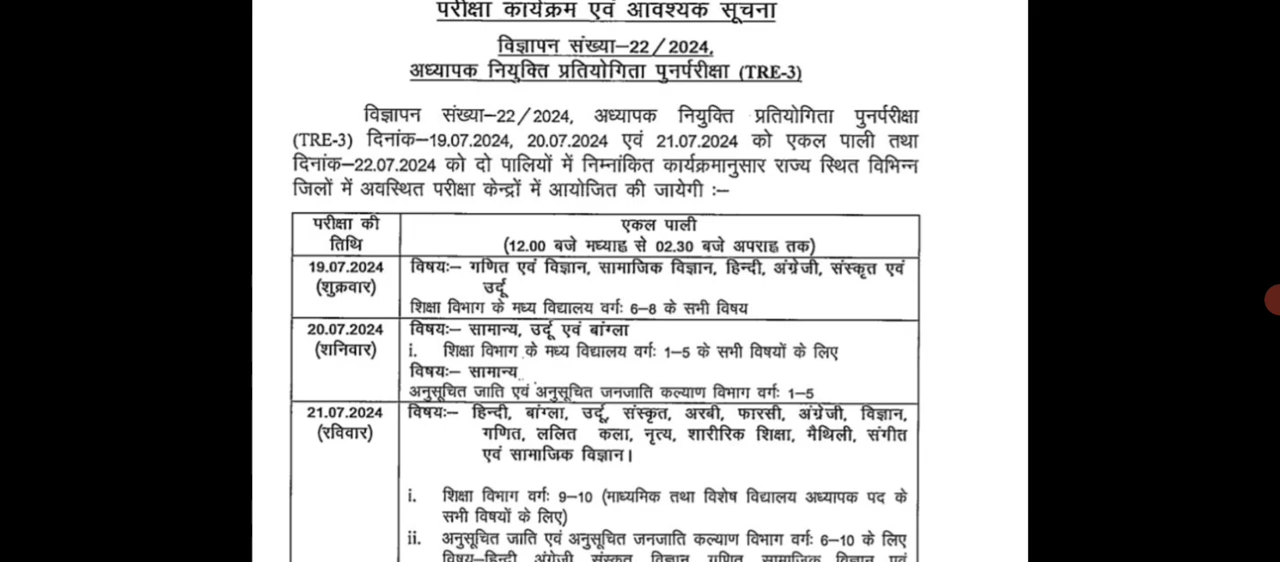 परीक्षा कार्यक्रम एवं आवश्यक सूचना
विज्ञापन संख्या–22/2024,
अध्यापक नियुक्ति प्रतियोगिता पुनर्परीक्षा (TRE-3)
विज्ञापन संख्या–22/2024, अध्यापक नियुक्ति प्रतियोगिता पुनर्परीक्षा
(TRE-3) दिनांक–19.07.2024, 20.07.2024 एवं 21.07.2024 को एकल पाली तथा
दिनांक–22.07.2024 को दो पालियों में निम्नांकित कार्यक्रमानुसार राज्य स्थित विभिन्न
जिलों में अवस्थित परीक्षा केन्द्रों में आयोजित की जायेगी :–
परीक्षा की
तिथि
एकल पाली
(12.00 बजे मध्याह्न से 02.30 बजे अपराह्न तक)
19.07.2024
(शुक्रवार)
विषयः– गणित एवं विज्ञान, सामाजिक विज्ञान, हिन्दी, अंग्रेजी, संस्कृत एवं
उर्दू
शिक्षा विभाग के मध्य विद्यालय वर्गः 6–8 के सभी विषय
20.07.2024
(शनिवार)
विषयः– सामान्य, उर्दू एवं बांग्ला
i. शिक्षा विभाग के मध्य विद्यालय वर्गः 1–5 के सभी विषयों के लिए
विषयः– सामान्य
अनुसूचित जाति एवं अनुसूचित जनजाति कल्याण विभाग वर्गः 1–5
21.07.2024
(रविवार)
विषयः– हिन्दी, बांग्ला, उर्दू, संस्कृत, अरबी, फारसी, अंग्रेजी, विज्ञान,
गणित, ललित कला, नृत्य, शारीरिक शिक्षा, मैथिली, संगीत
एवं सामाजिक विज्ञान।
i. शिक्षा विभाग वर्गः 9–10 (माध्यमिक तथा विशेष विद्यालय अध्यापक पद के
सभी विषयों के लिए)
ii. अनुसूचित जाति एवं अनुसूचित जनजाति कल्याण विभाग वर्गः 6–10 के लिए
विषय–हिन्दी, अंग्रेजी, संस्कृत, विज्ञान, गणित, सामाजिक विज्ञान एवं